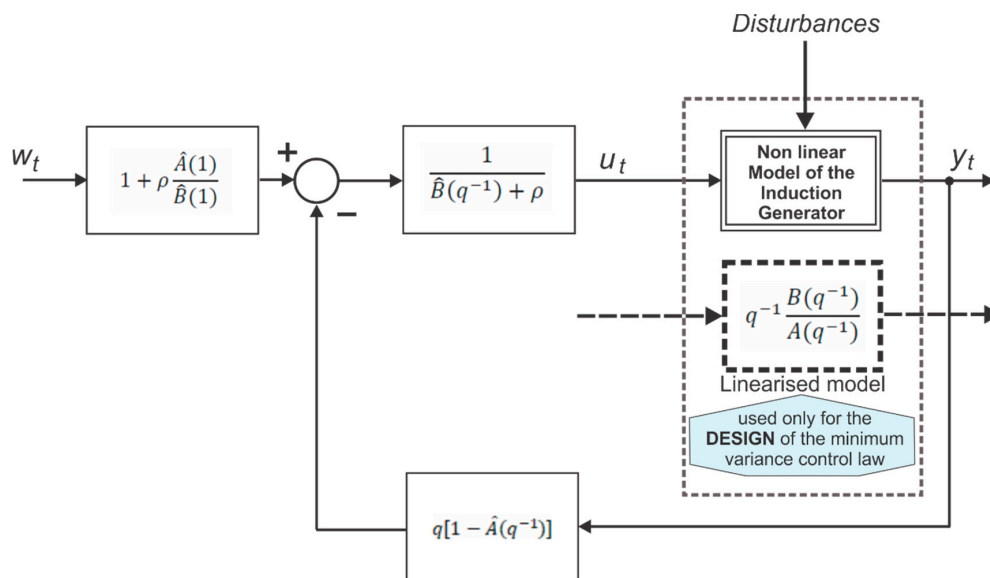 Disturbances
w_t
1 + ρ Â(1)/B̂(1)
+
−
1/(B̂(q⁻¹) + ρ)
u_t
Non linear
Model of the
Induction
Generator
y_t
q⁻¹ B(q⁻¹)/A(q⁻¹)
Linearised model
used only for the
DESIGN of the minimum
variance control law
q[1 − Â(q⁻¹)]